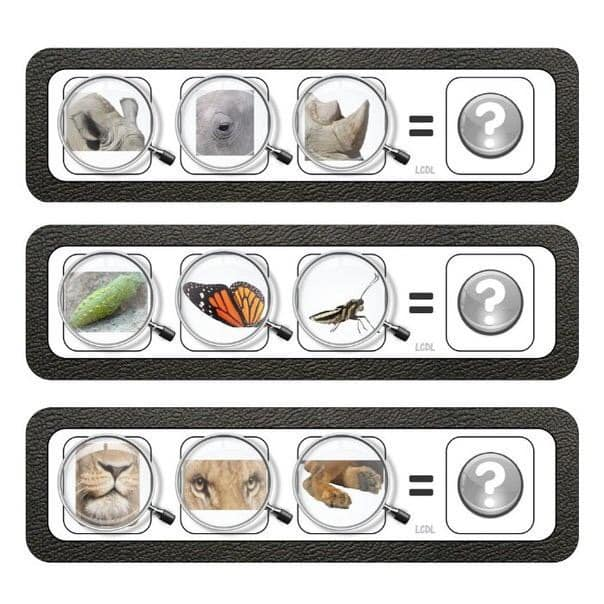 = ?
LCDL
= ?
LCDL
= ?
LCDL